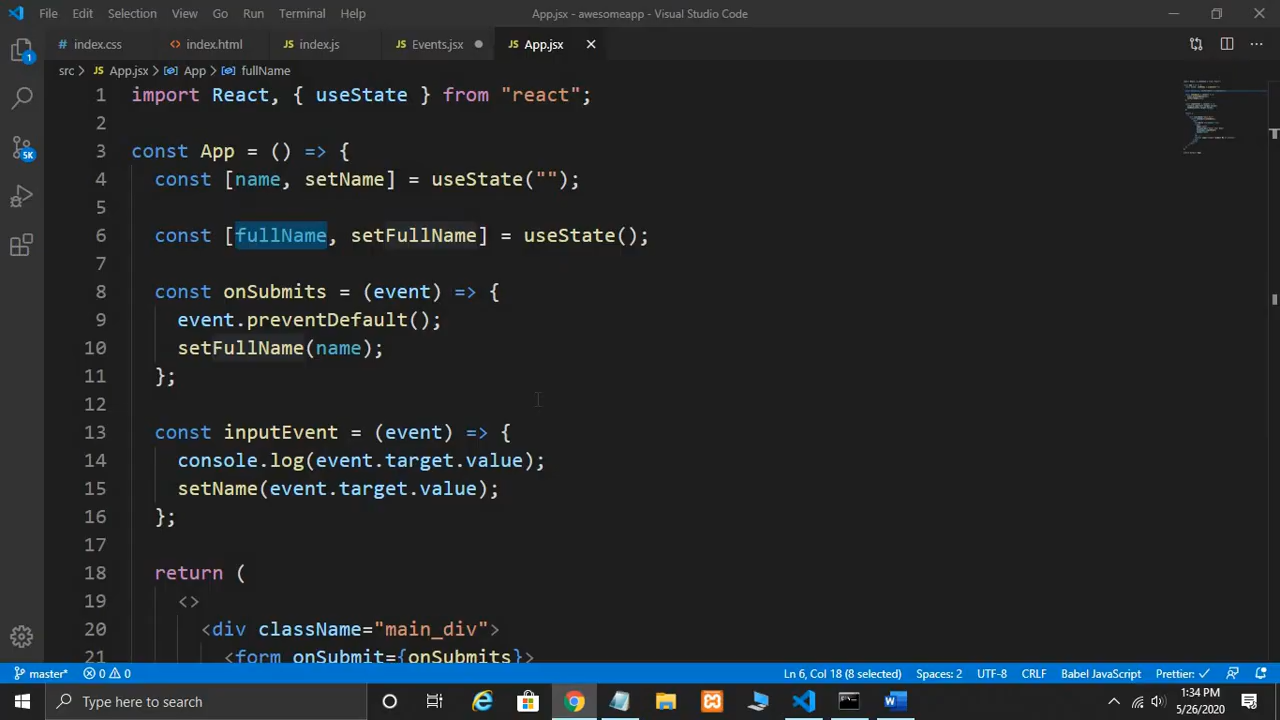 File Edit Selection View Go Run Terminal Help App.jsx - awesomeapp - Visual Studio Code
index.css index.html JS index.js JS Events.jsx JS App.jsx
src > JS App.jsx > App > fullName
1 import React, { useState } from "react";
2
3 const App = () => {
4 const [name, setName] = useState("");
5
6 const [fullName, setFullName] = useState();
7
8 const onSubmits = (event) => {
9 event.preventDefault();
10 setFullName(name);
11 };
12
13 const inputEvent = (event) => {
14 console.log(event.target.value);
15 setName(event.target.value);
16 };
17
18 return (
19 <>
20 <div className="main_div">
21 <form onSubmit={onSubmits}>
1
5K
master* 0 0 Ln 6, Col 18 (8 selected) Spaces: 2 UTF-8 CRLF Babel JavaScript Prettier: ✓
Type here to search
1:34 PM
5/26/2020